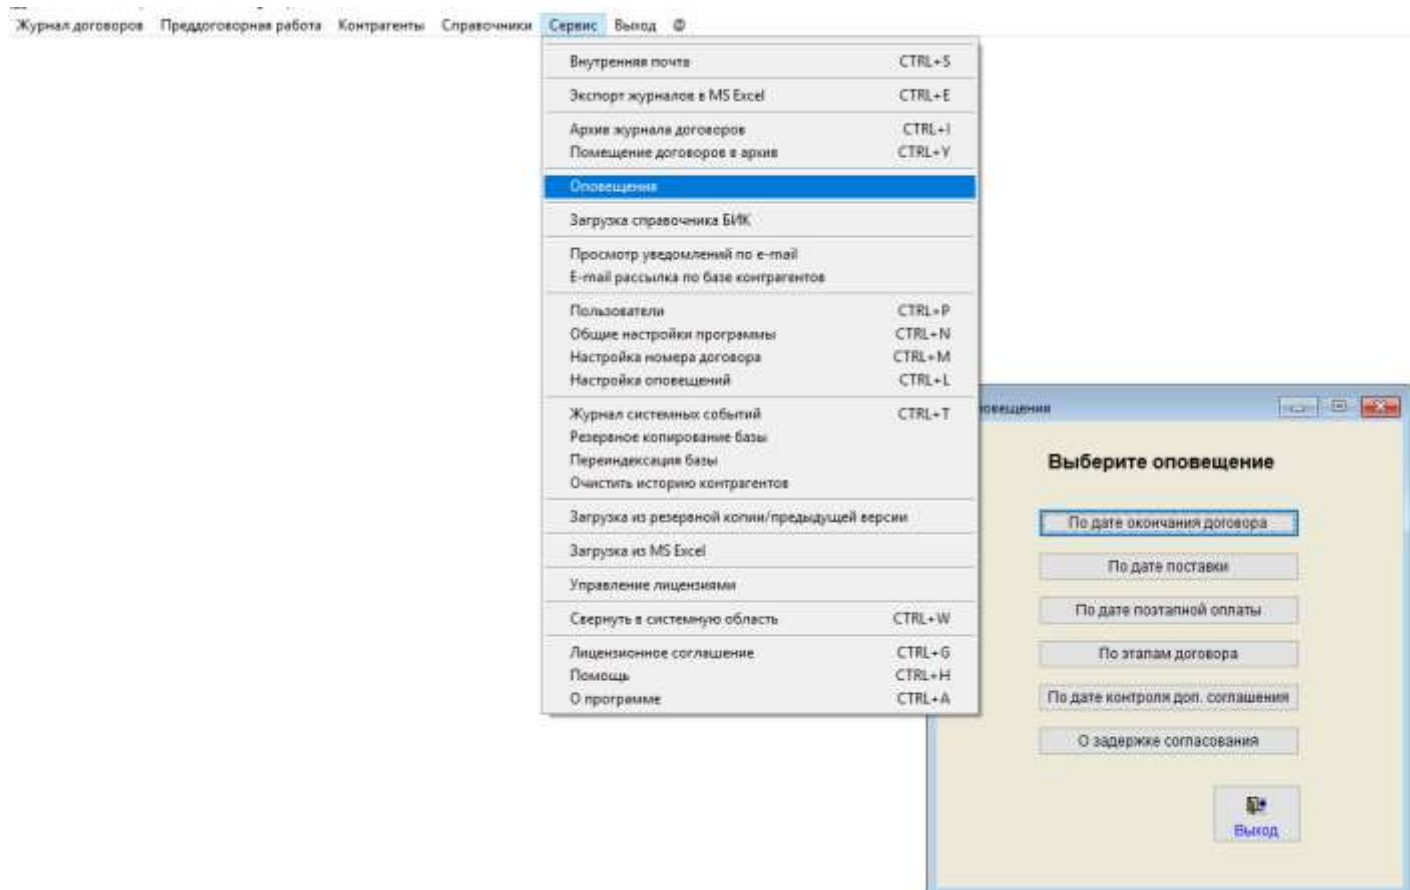 Журнал договоров Преддоговорная работа Контрагенты Справочники Сервис Выход Ф
Внутренняя почта CTRL+S
Экспорт журналов в MS Excel CTRL+E
Архив журнала договоров CTRL+I
Помещение договоров в архив CTRL+Y
Оповещения
Загрузка справочника БИК
Просмотр уведомлений по e-mail
E-mail рассылка по базе контрагентов
Пользователи CTRL+P
Общие настройки программы CTRL+N
Настройка номера договора CTRL+M
Настройка оповещений CTRL+L
Журнал системных событий CTRL+T
Резервное копирование базы
Переиндексация базы
Очистить историю контрагентов
Загрузка из резервной копии/предыдущей версии
Загрузка из MS Excel
Управление лицензиями
Свернуть в системную область CTRL+W
Лицензионное соглашение CTRL+G
Помощь CTRL+H
О программе CTRL+A
овещения
Выберите оповещение
По дате окончания договора
По дате поставки
По дате поэтапной оплаты
По этапам договора
По дате контроля доп. соглашения
О задержке согласования
Выход